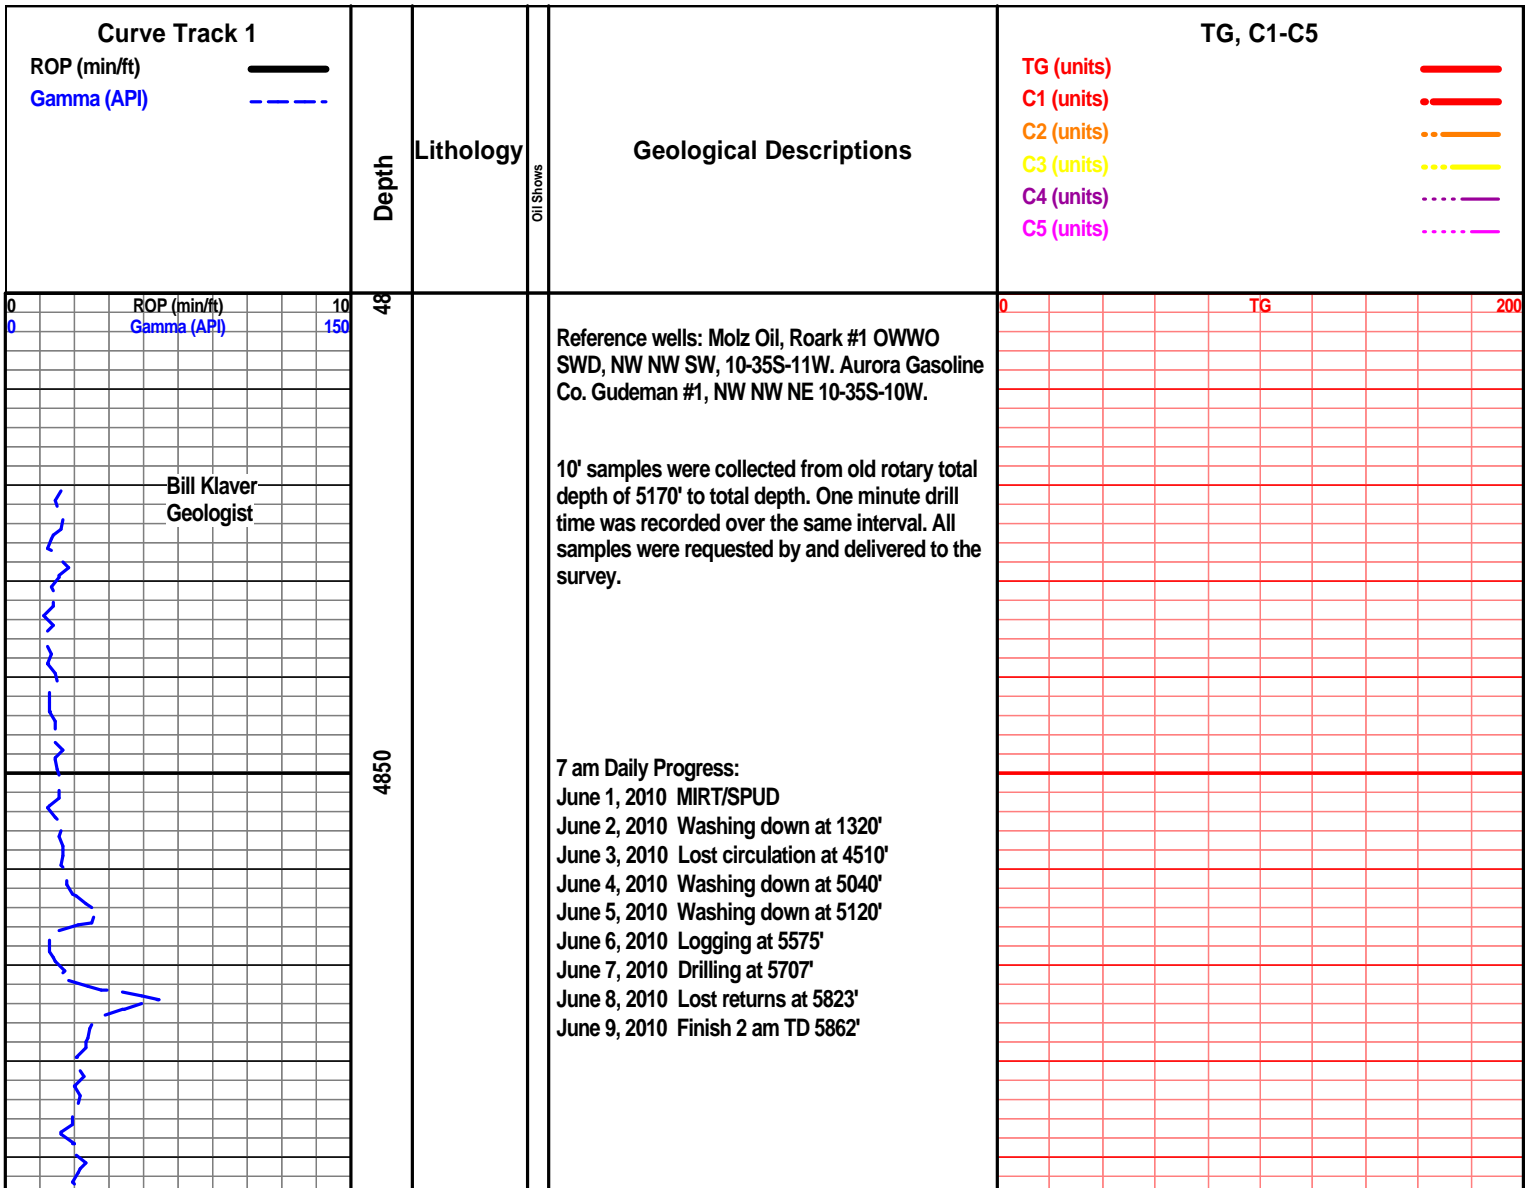 Curve Track 1
ROP (min/ft)
Gamma (API)
Depth
Lithology
Oil Shows
Geological Descriptions
TG, C1-C5
TG (units)
C1 (units)
C2 (units)
C3 (units)
C4 (units)
C5 (units)
0 ROP (min/ft) 10
0 Gamma (API) 150
48
0 TG 200
Reference wells: Molz Oil, Roark #1 OWWO
SWD, NW NW SW, 10-35S-11W. Aurora Gasoline
Co. Gudeman #1, NW NW NE 10-35S-10W.
10' samples were collected from old rotary total
depth of 5170' to total depth. One minute drill
time was recorded over the same interval. All
samples were requested by and delivered to the
survey.
Bill Klaver
Geologist
4850
7 am Daily Progress:
June 1, 2010 MIRT/SPUD
June 2, 2010 Washing down at 1320'
June 3, 2010 Lost circulation at 4510'
June 4, 2010 Washing down at 5040'
June 5, 2010 Washing down at 5120'
June 6, 2010 Logging at 5575'
June 7, 2010 Drilling at 5707'
June 8, 2010 Lost returns at 5823'
June 9, 2010 Finish 2 am TD 5862'